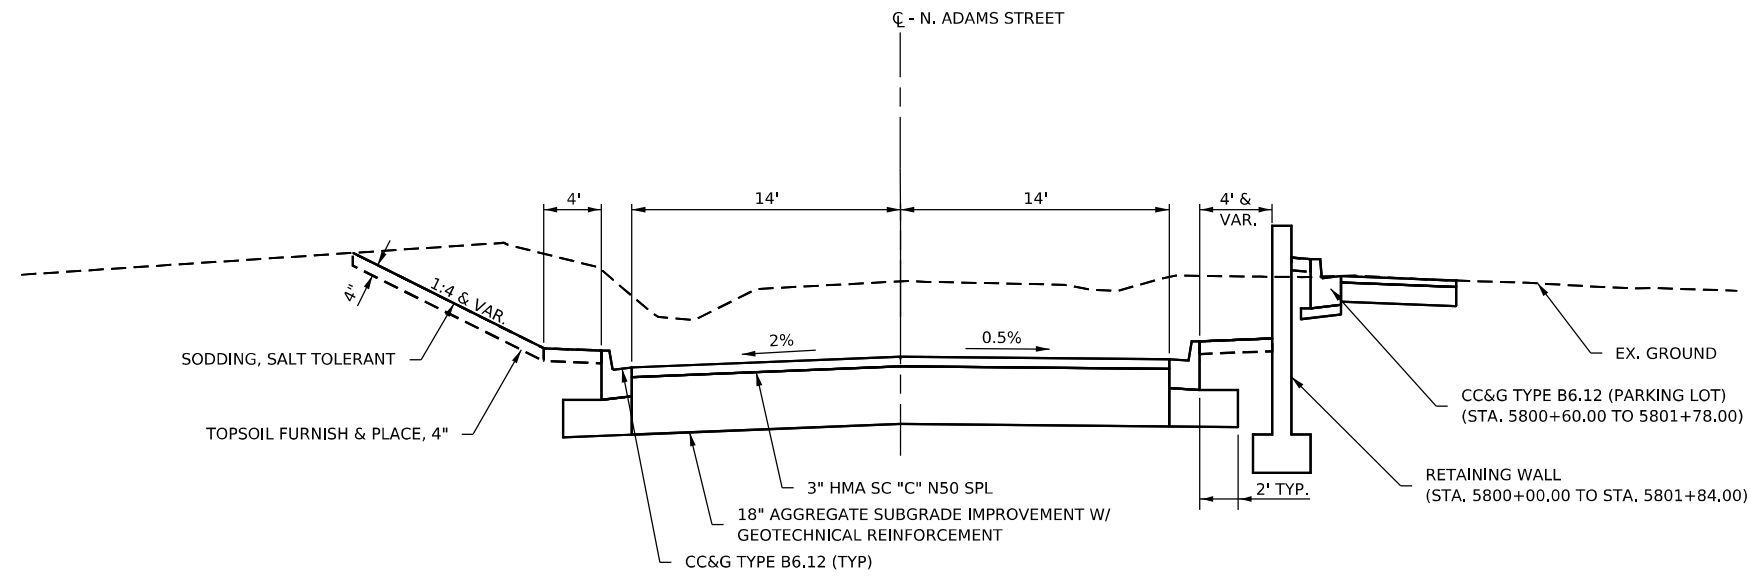 ℄ - N. ADAMS STREET
4'
14'
14'
4' &
VAR.
4"
1:4 & VAR.
2%
0.5%
SODDING, SALT TOLERANT
EX. GROUND
CC&G TYPE B6.12 (PARKING LOT)
(STA. 5800+60.00 TO 5801+78.00)
TOPSOIL FURNISH & PLACE, 4"
RETAINING WALL
(STA. 5800+00.00 TO STA. 5801+84.00)
3" HMA SC "C" N50 SPL
2' TYP.
18" AGGREGATE SUBGRADE IMPROVEMENT W/
GEOTECHNICAL REINFORCEMENT
CC&G TYPE B6.12 (TYP)